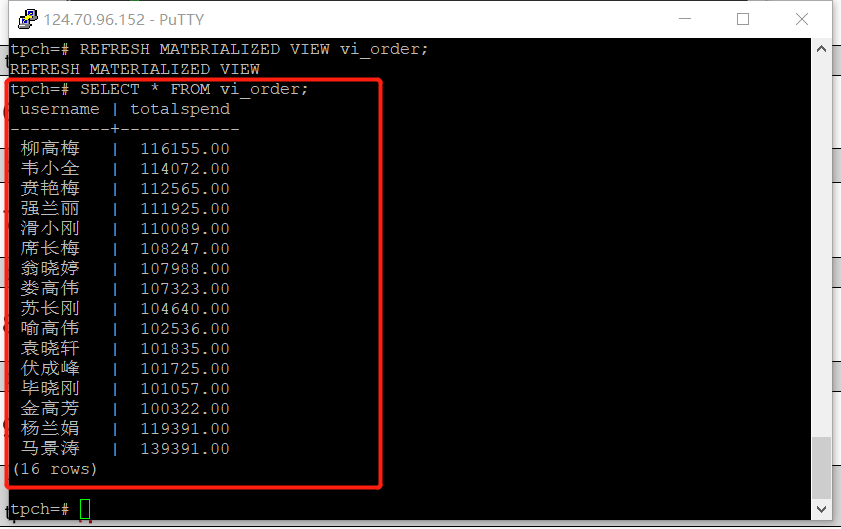 124.70.96.152 - PuTTY
tpch=# REFRESH MATERIALIZED VIEW vi_order;
REFRESH MATERIALIZED VIEW
tpch=# SELECT * FROM vi_order;
username | totalspend
----------+------------
柳高梅 | 116155.00
韦小全 | 114072.00
贲艳梅 | 112565.00
强兰丽 | 111925.00
滑小刚 | 110089.00
席长梅 | 108247.00
翁晓婷 | 107988.00
娄高伟 | 107323.00
苏长刚 | 104640.00
喻高伟 | 102536.00
袁晓轩 | 101835.00
伏成峰 | 101725.00
毕晓刚 | 101057.00
金高芳 | 100322.00
杨兰娟 | 119391.00
马景涛 | 139391.00
(16 rows)
tpch=#